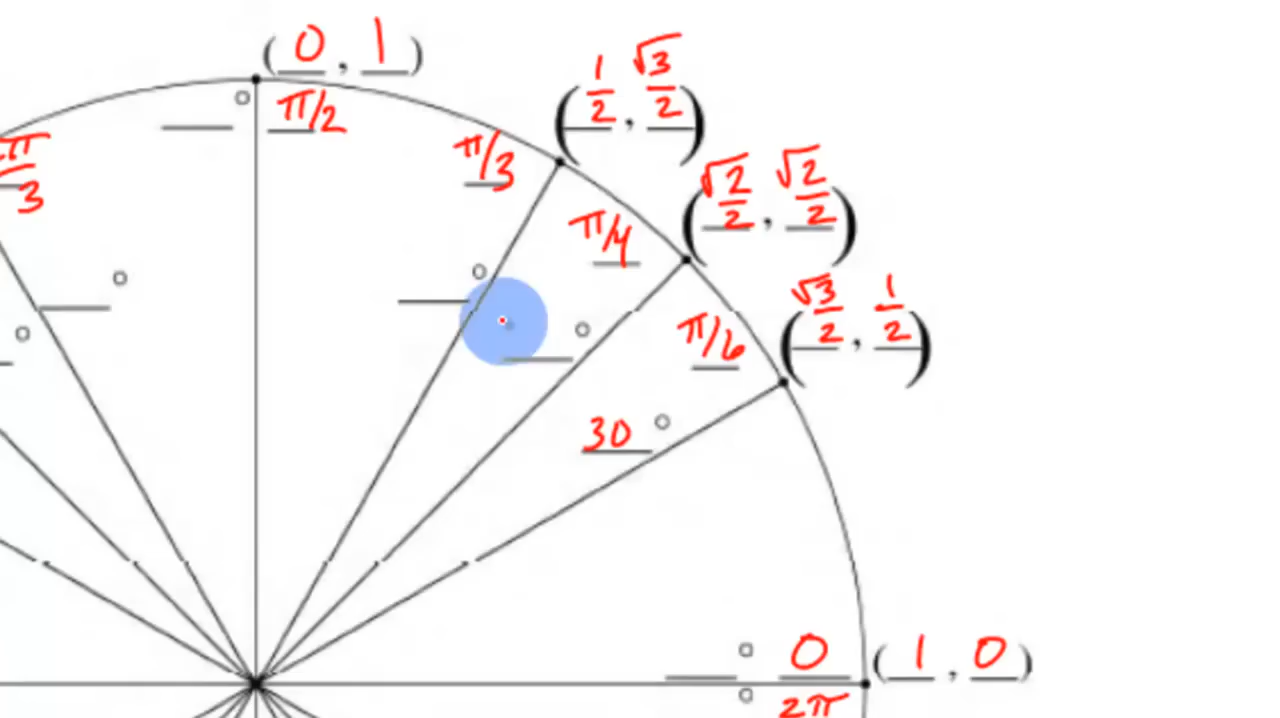 (0, 1)
π/2
(1/2, √3/2)
π/3
(√2/2, √2/2)
π/4
(√3/2, 1/2)
π/6
30°
0 (1, 0)
2π